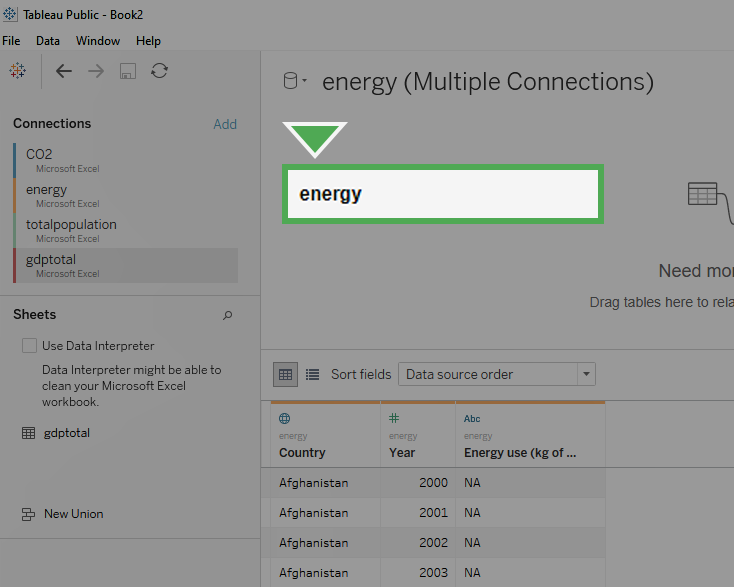 Tableau Public - Book2
File Data Window Help
energy (Multiple Connections)
Connections Add
CO2
Microsoft Excel
energy
Microsoft Excel
totalpopulation
Microsoft Excel
gdptotal
Microsoft Excel
energy
Need mor
Drag tables here to rela
Sheets
Use Data Interpreter
Data Interpreter might be able to
clean your Microsoft Excel
workbook.
gdptotal
New Union
Sort fields Data source order
# Abc
energy energy energy
Country Year Energy use (kg of ...
Afghanistan 2000 NA
Afghanistan 2001 NA
Afghanistan 2002 NA
Afghanistan 2003 NA